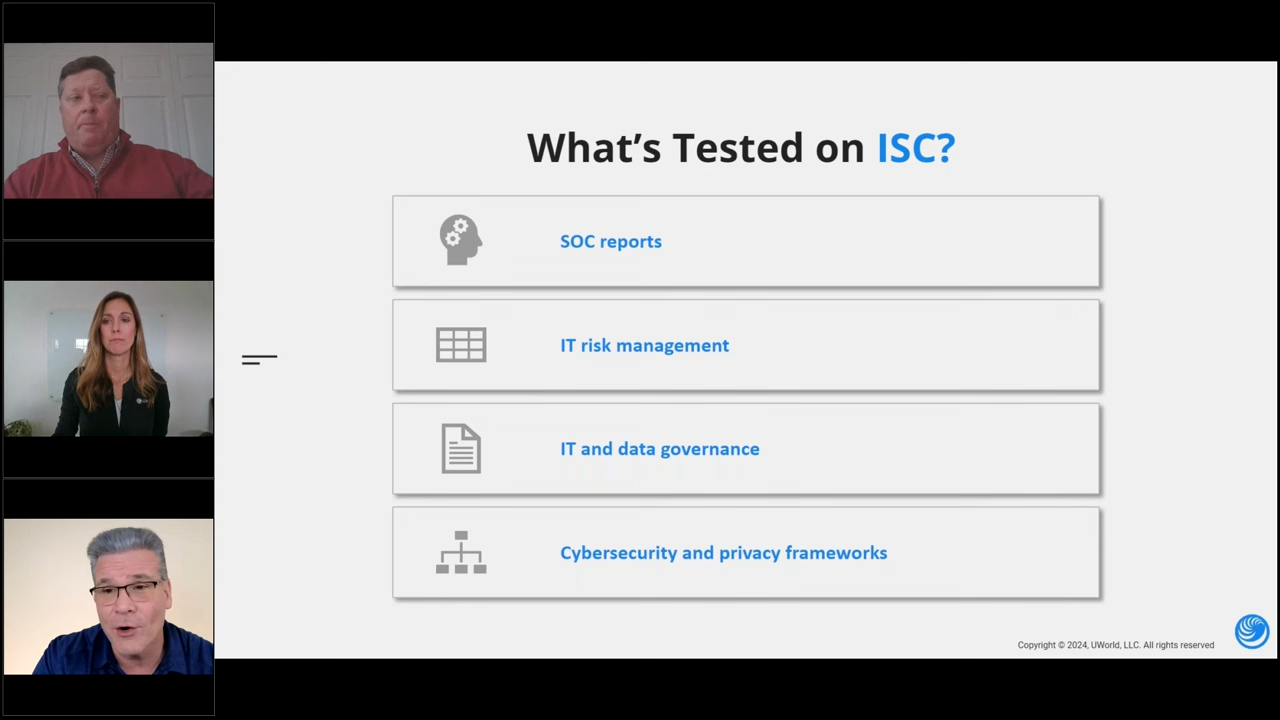 What's Tested on ISC?
SOC reports
IT risk management
IT and data governance
Cybersecurity and privacy frameworks
Copyright © 2024, UWorld, LLC. All rights reserved